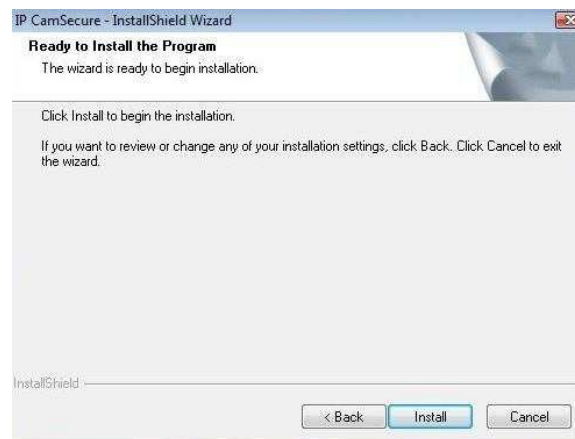 IP CamSecure - InstallShield Wizard
Ready to Install the Program
The wizard is ready to begin installation.
Click Install to begin the installation.
If you want to review or change any of your installation settings, click Back. Click Cancel to exit
the wizard.
InstallShield
< Back Install Cancel